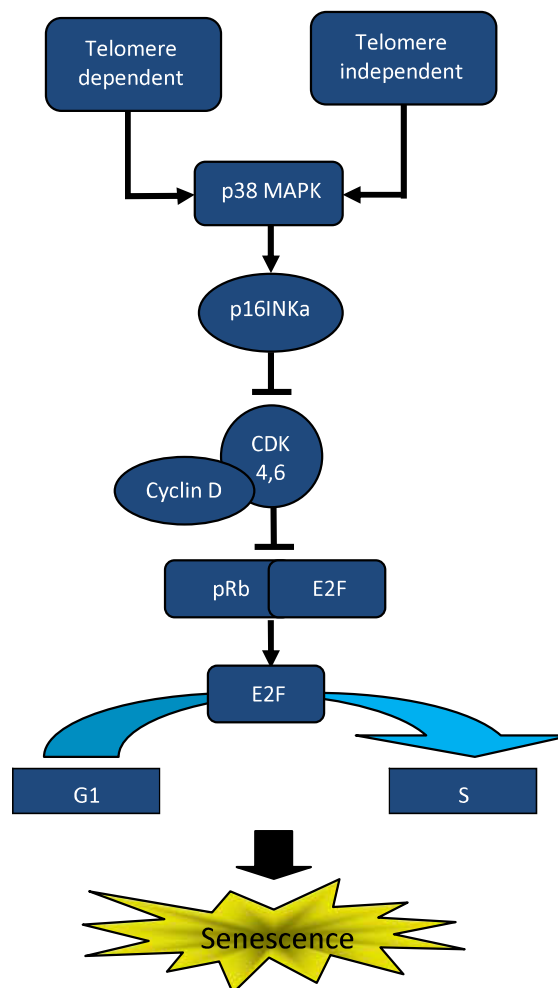 Telomere
dependent
Telomere
independent
p38 MAPK
p16INKa
CDK
4,6
Cyclin D
pRb
E2F
E2F
G1
S
Senescence